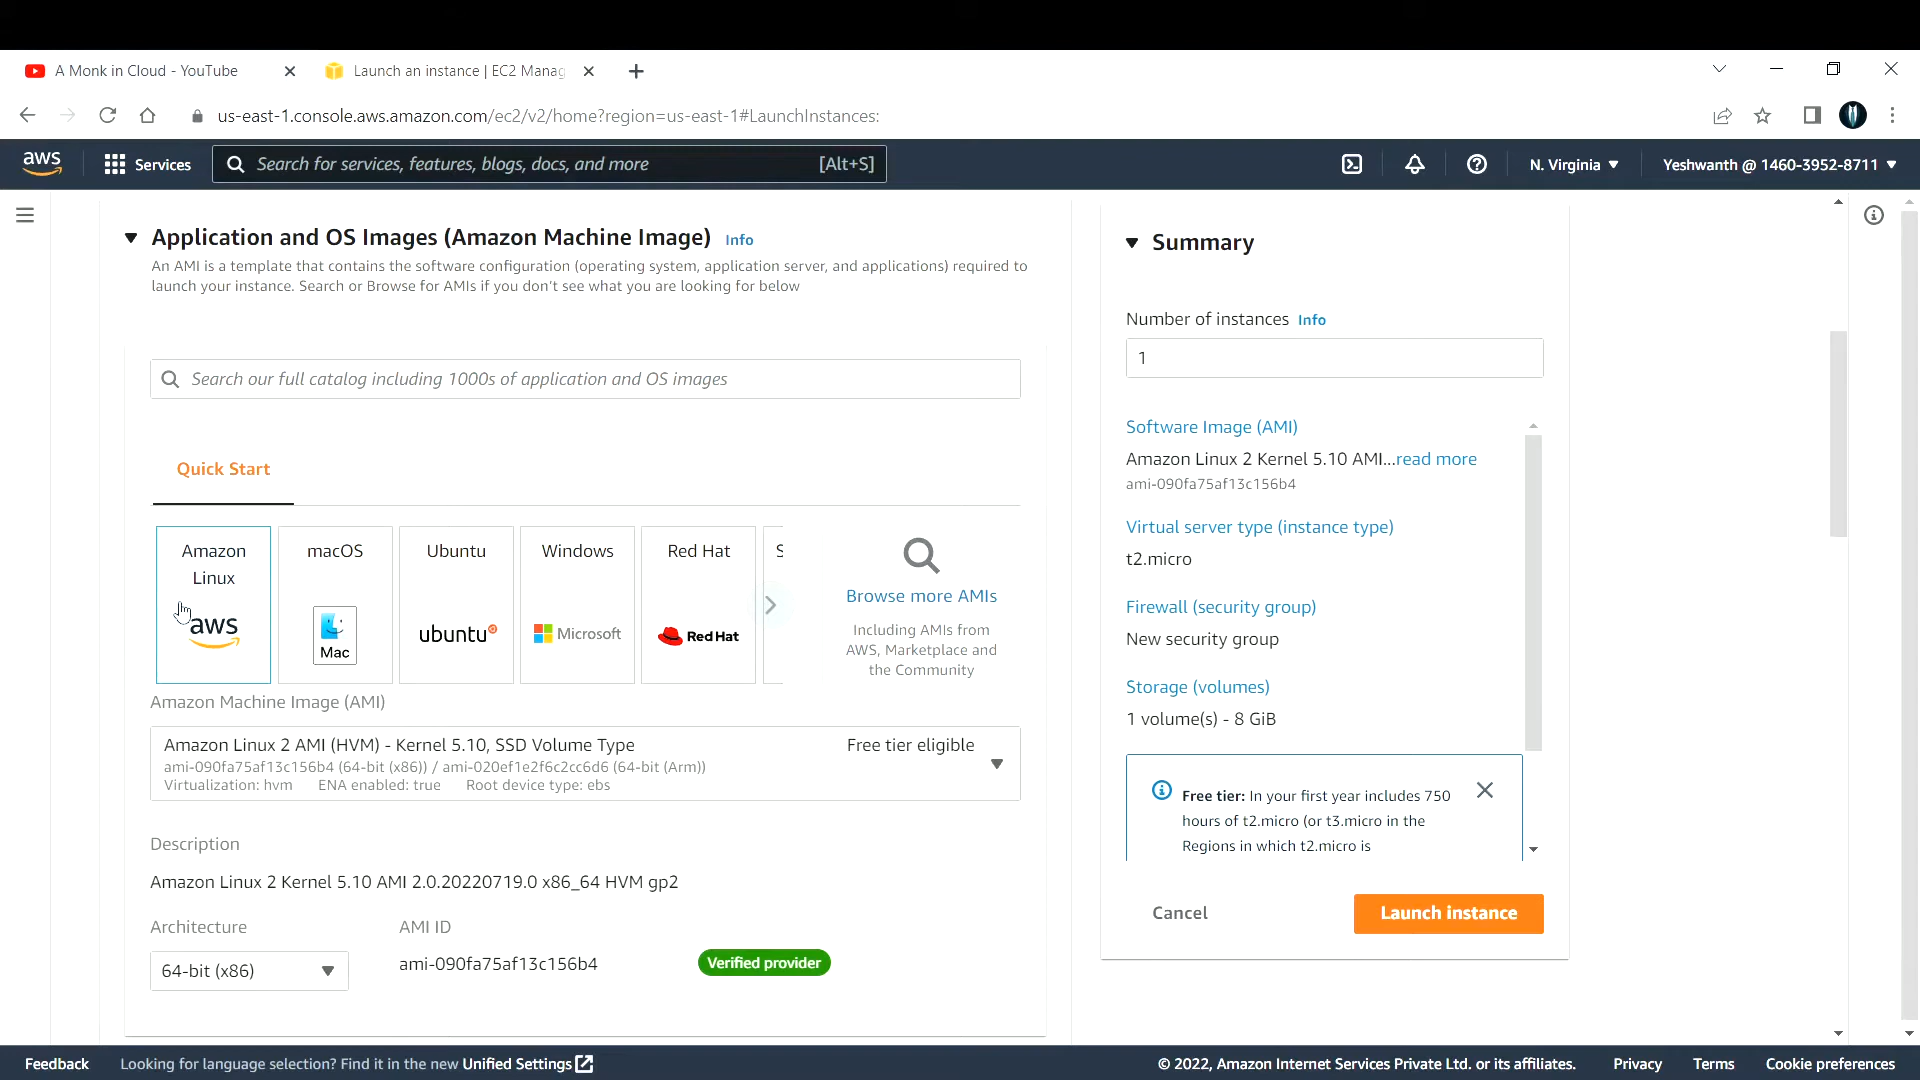 A Monk in Cloud - YouTube
Launch an instance | EC2 Manag
us-east-1.console.aws.amazon.com/ec2/v2/home?region=us-east-1#LaunchInstances:
aws
Services
Search for services, features, blogs, docs, and more
[Alt+S]
N. Virginia
Yeshwanth @ 1460-3952-8711
Application and OS Images (Amazon Machine Image) Info
An AMI is a template that contains the software configuration (operating system, application server, and applications) required to
launch your instance. Search or Browse for AMIs if you don't see what you are looking for below
Search our full catalog including 1000s of application and OS images
Quick Start
Amazon
Linux
aws
macOS
Mac
Ubuntu
ubuntu
Windows
Microsoft
Red Hat
Red Hat
S
Browse more AMIs
Including AMIs from
AWS, Marketplace and
the Community
Amazon Machine Image (AMI)
Amazon Linux 2 AMI (HVM) - Kernel 5.10, SSD Volume Type
Free tier eligible
ami-090fa75af13c156b4 (64-bit (x86)) / ami-020ef1e2f6c2cc6d6 (64-bit (Arm))
Virtualization: hvm ENA enabled: true Root device type: ebs
Description
Amazon Linux 2 Kernel 5.10 AMI 2.0.20220719.0 x86_64 HVM gp2
Architecture
AMI ID
64-bit (x86)
ami-090fa75af13c156b4
Verified provider
Summary
Number of instances Info
1
Software Image (AMI)
Amazon Linux 2 Kernel 5.10 AMI...read more
ami-090fa75af13c156b4
Virtual server type (instance type)
t2.micro
Firewall (security group)
New security group
Storage (volumes)
1 volume(s) - 8 GiB
Free tier: In your first year includes 750
hours of t2.micro (or t3.micro in the
Regions in which t2.micro is
Cancel
Launch instance
Feedback
Looking for language selection? Find it in the new Unified Settings
© 2022, Amazon Internet Services Private Ltd. or its affiliates.
Privacy
Terms
Cookie preferences